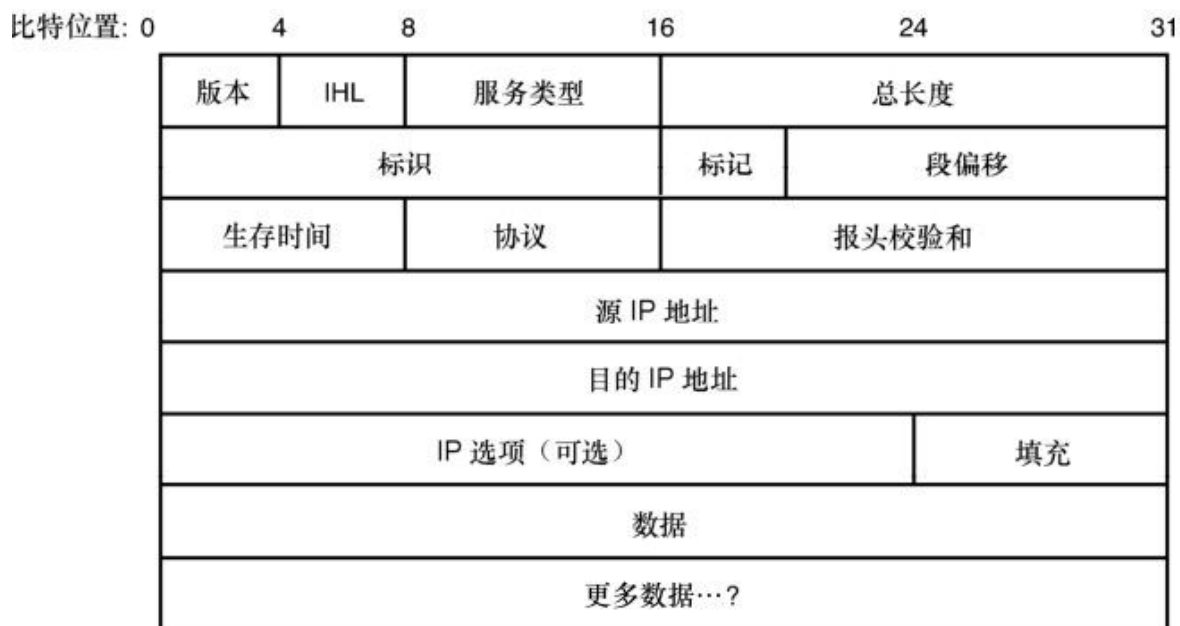 比特位置: 0 4 8 16 24 31
版本 IHL 服务类型 总长度
标识 标记 段偏移
生存时间 协议 报头校验和
源 IP 地址
目的 IP 地址
IP 选项（可选） 填充
数据
更多数据…?